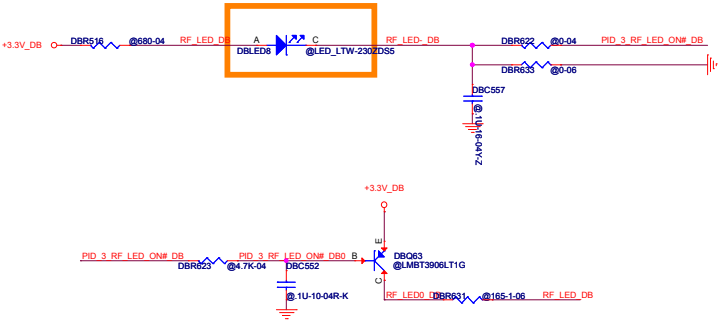 DBR516 @680-04 RF_LED_DB A C RF_LED-_DB DBR622 @0-04 PID_3_RF_LED_ON#_DB
+3.3V_DB
DBLED8 @LED_LTW-230ZDS5
DBR633 @0-06
DBC557
@.1U-16-04Y-Z
+3.3V_DB
E
PID_3_RF_LED_ON#_DB PID_3_RF_LED_ON#_DB0 B DBQ63
DBR623 @4.7K-04 DBC552 @LMBT3906LT1G
C
@.1U-10-04R-K RF_LED0_DB DBR631 @165-1-06 RF_LED_DB